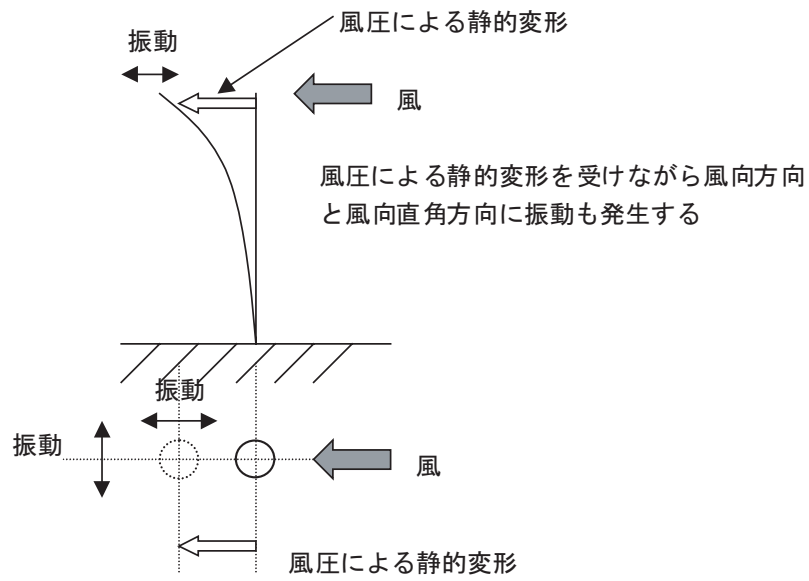 風圧による静的変形
振動
風
風圧による静的変形を受けながら風向方向
と風向直角方向に振動も発生する
振動
振動
風
風圧による静的変形